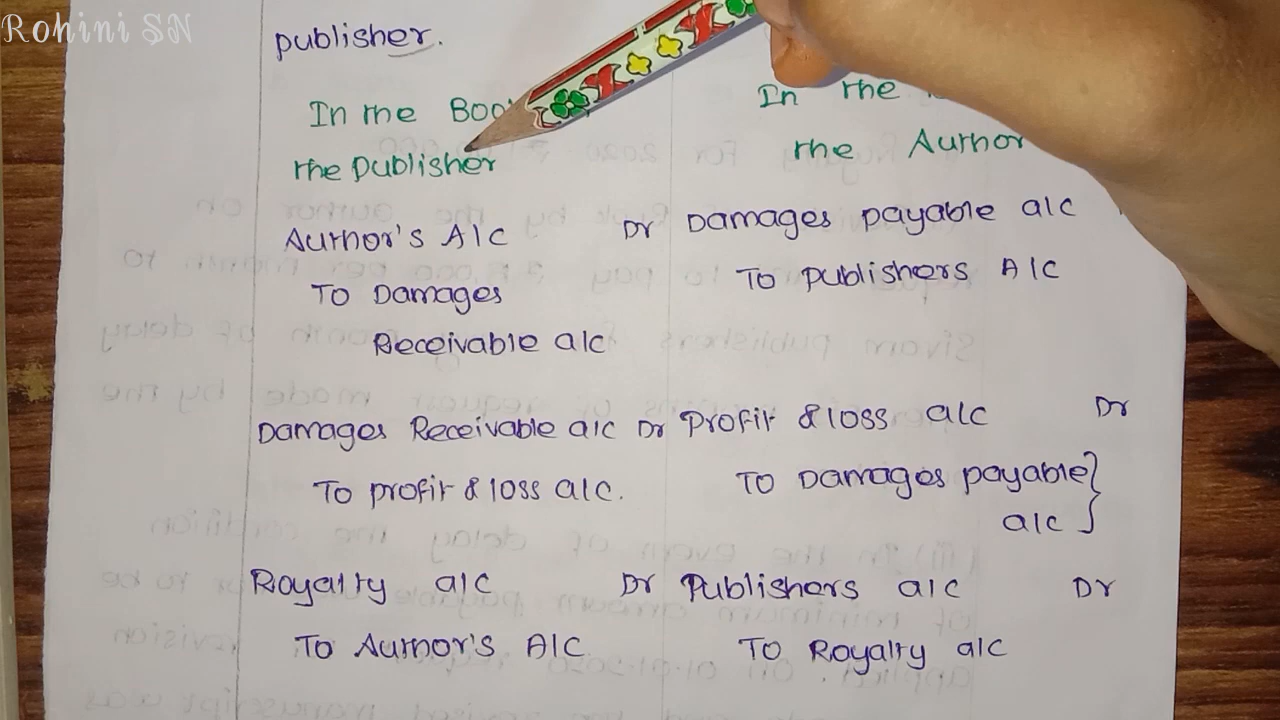 Rohini SN
publisher.
In the
the publisher
In the
the Author
Author's A/C Dr
To Damages
Receivable a/c
Damages payable a/c
To publishers A/C
Damages Receivable a/c Dr
To profit & loss a/c.
Profit & loss a/c Dr
To Damages payable }
a/c
Royalty a/c Dr
To Author's A/C
Publishers a/c Dr
To Royalty a/c